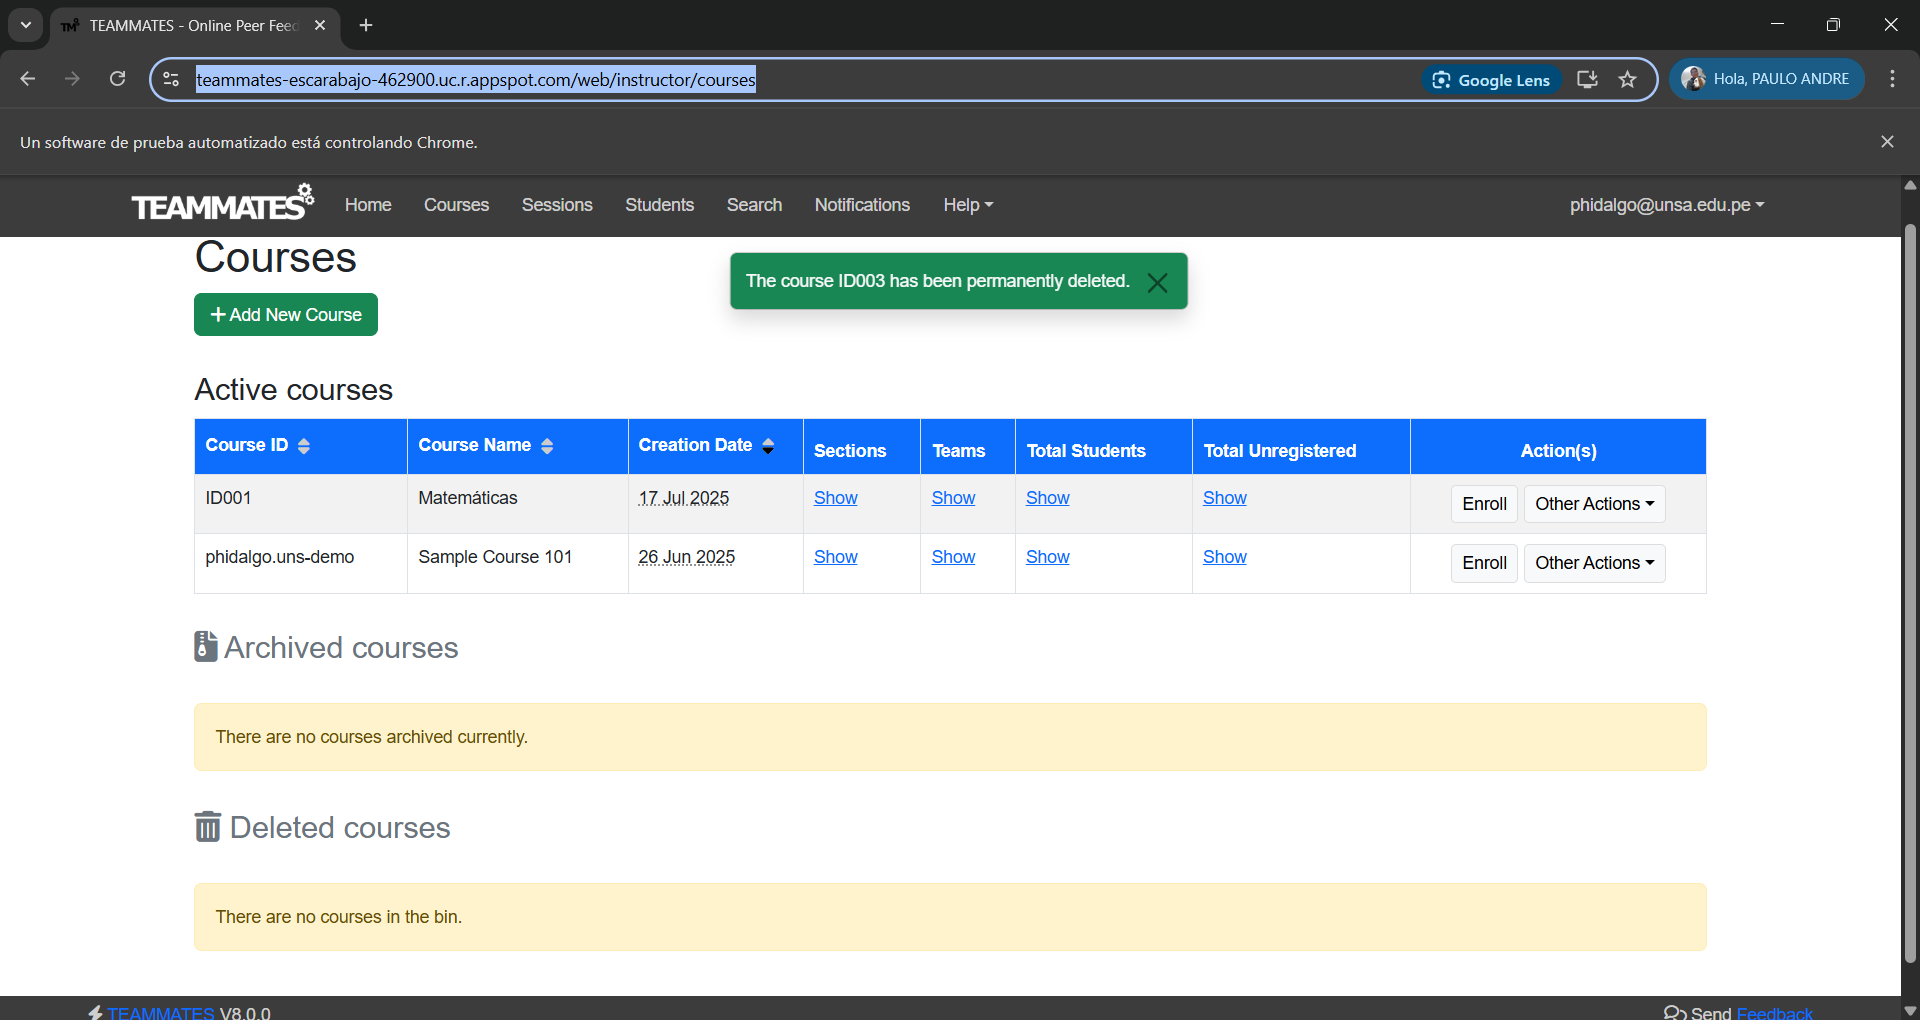 TEAMMATES - Online Peer Feed
teammates-escarabajo-462900.uc.r.appspot.com/web/instructor/courses
Google Lens
Hola, PAULO ANDRE
Un software de prueba automatizado está controlando Chrome.
TEAMMATES Home Courses Sessions Students Search Notifications Help phidalgo@unsa.edu.pe
Courses
The course ID003 has been permanently deleted.
+ Add New Course
Active courses
Course ID Course Name Creation Date Sections Teams Total Students Total Unregistered Action(s)
ID001 Matemáticas 17 Jul 2025 Show Show Show Show Enroll Other Actions
phidalgo.uns-demo Sample Course 101 26 Jun 2025 Show Show Show Show Enroll Other Actions
Archived courses
There are no courses archived currently.
Deleted courses
There are no courses in the bin.
TEAMMATES V8.0.0 Send Feedback